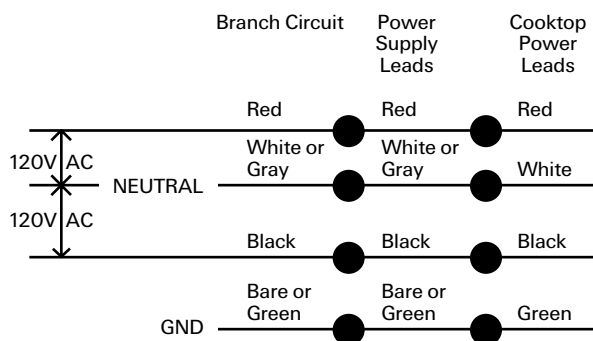 Branch Circuit
Power
Supply
Leads
Cooktop
Power
Leads
Red
Red
Red
120V AC
White or
Gray
White or
Gray
White
NEUTRAL
120V AC
Black
Black
Black
Bare or
Green
Bare or
Green
Green
GND